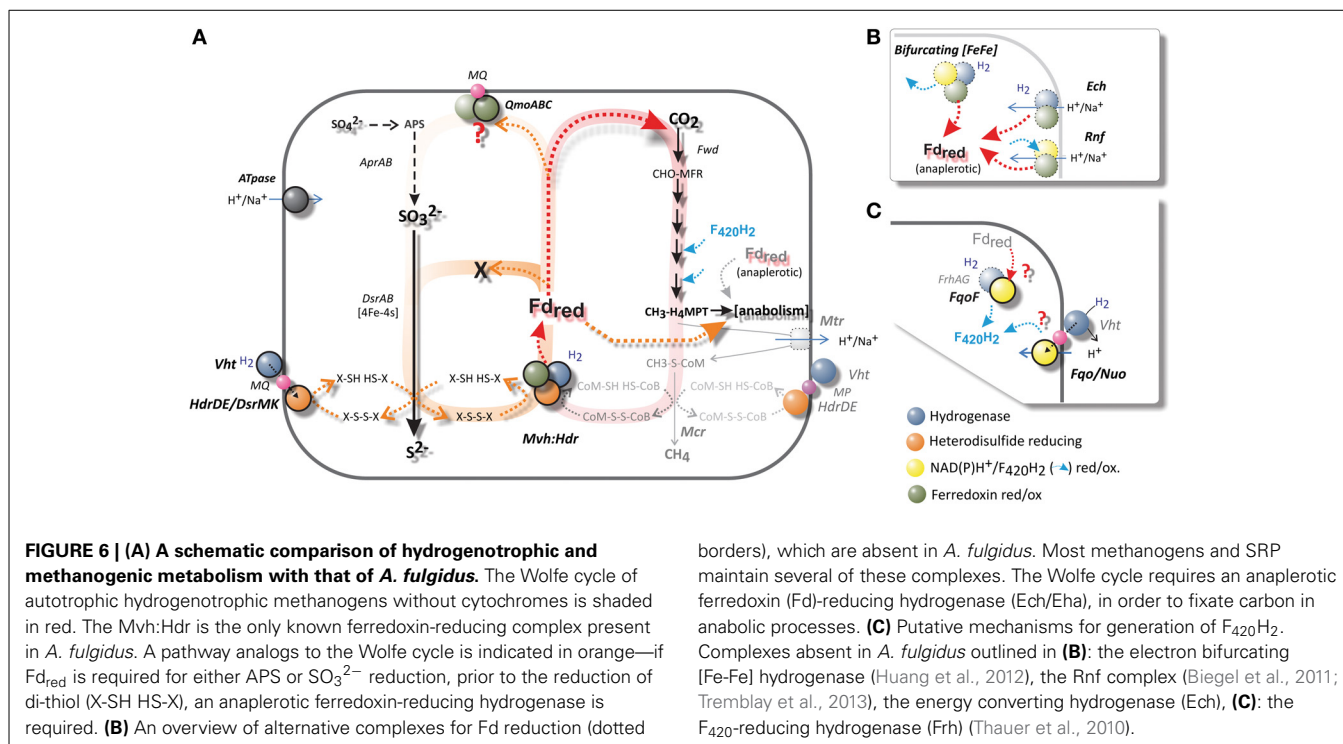 A
MQ
QmoABC
?
SO₄²⁻ → APS
AprAB
ATpase
H⁺/Na⁺
SO₃²⁻
X
DsrAB
[4Fe-4s]
Fdred
Vht H₂
MQ
HdrDE/DsrMK
X-SH HS-X
X-S-S-X
X-SH HS-X
X-S-S-X
S²⁻
H₂
Mvh:Hdr
CO₂
Fwd
CHO-MFR
F₄₂₀H₂
Fdred
(anaplerotic)
CH₃-H₄MPT
[anabolism]
Mtr
H⁺/Na⁺
CH3-S-CoM
CoM-SH HS-CoB
CoM-S-S-CoB
CoM-SH HS-CoB
CoM-S-S-CoB
Vht
MP
HdrDE
Mcr
CH₄
B
Bifurcating [FeFe]
H₂
Ech
H₂
H⁺/Na⁺
Rnf
H⁺/Na⁺
Fdred
(anaplerotic)
C
Fdred
H₂
?
FrhAG
FqoF
F₄₂₀H₂
?
H₂
Vht
H⁺
Fqo/Nuo
Hydrogenase
Heterodisulfide reducing
NAD(P)H⁺/F₄₂₀H₂ (→) red/ox.
Ferredoxin red/ox
FIGURE 6 | (A) A schematic comparison of hydrogenotrophic and
methanogenic metabolism with that of A. fulgidus. The Wolfe cycle of
autotrophic hydrogenotrophic methanogens without cytochromes is shaded
in red. The Mvh:Hdr is the only known ferredoxin-reducing complex present
in A. fulgidus. A pathway analogs to the Wolfe cycle is indicated in orange—if
Fdred is required for either APS or SO₃²⁻ reduction, prior to the reduction of
di-thiol (X-SH HS-X), an anaplerotic ferredoxin-reducing hydrogenase is
required. (B) An overview of alternative complexes for Fd reduction (dotted
borders), which are absent in A. fulgidus. Most methanogens and SRP
maintain several of these complexes. The Wolfe cycle requires an anaplerotic
ferredoxin (Fd)-reducing hydrogenase (Ech/Eha), in order to fixate carbon in
anabolic processes. (C) Putative mechanisms for generation of F₄₂₀H₂.
Complexes absent in A. fulgidus outlined in (B): the electron bifurcating
[Fe-Fe] hydrogenase (Huang et al., 2012), the Rnf complex (Biegel et al., 2011;
Tremblay et al., 2013), the energy converting hydrogenase (Ech), (C): the
F₄₂₀-reducing hydrogenase (Frh) (Thauer et al., 2010).